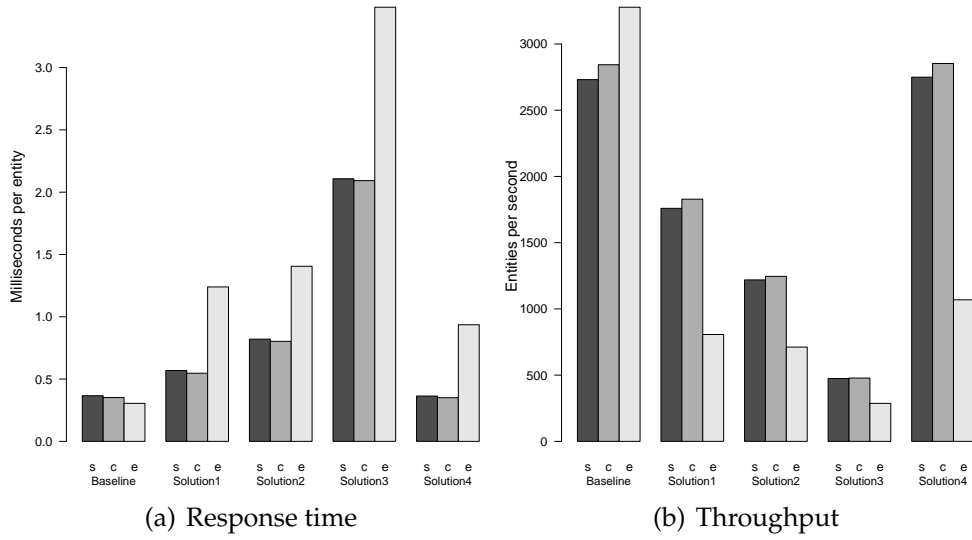 Milliseconds per entity
3.0
2.5
2.0
1.5
1.0
0.5
0.0
s c e s c e s c e s c e s c e
Baseline Solution1 Solution2 Solution3 Solution4
(a) Response time
Entities per second
3000
2500
2000
1500
1000
500
0
s c e s c e s c e s c e s c e
Baseline Solution1 Solution2 Solution3 Solution4
(b) Throughput